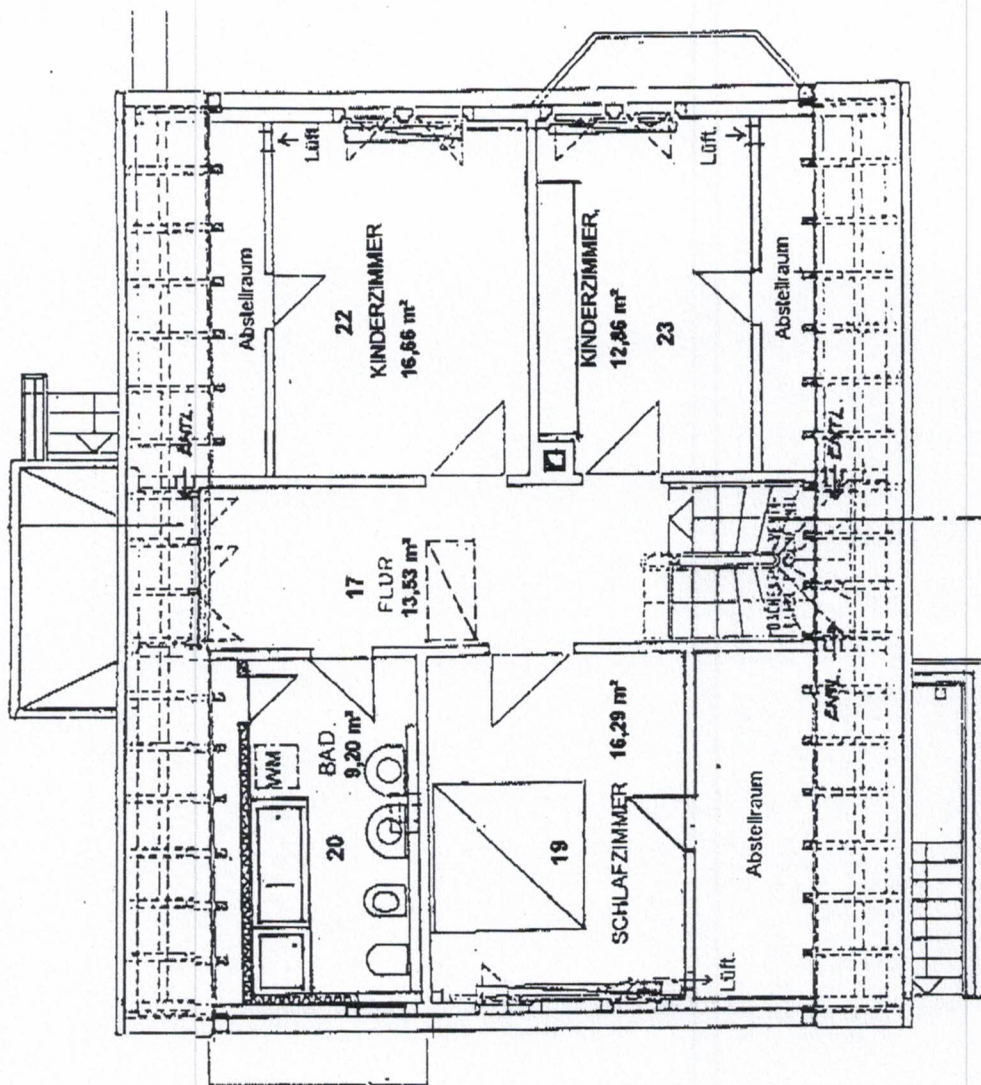 Abstellraum
Lüft.
22
KINDERZIMMER
16,66 m²
KINDERZIMMER,
12,86 m²
23
Lüft.
Abstellraum
ENTL.
17
FLUR
13,53 m²
ENTL.
ENTL.
WM
BAD
9,20 m²
20
19
SCHLAFZIMMER 16,29 m²
Abstellraum
Lüft.